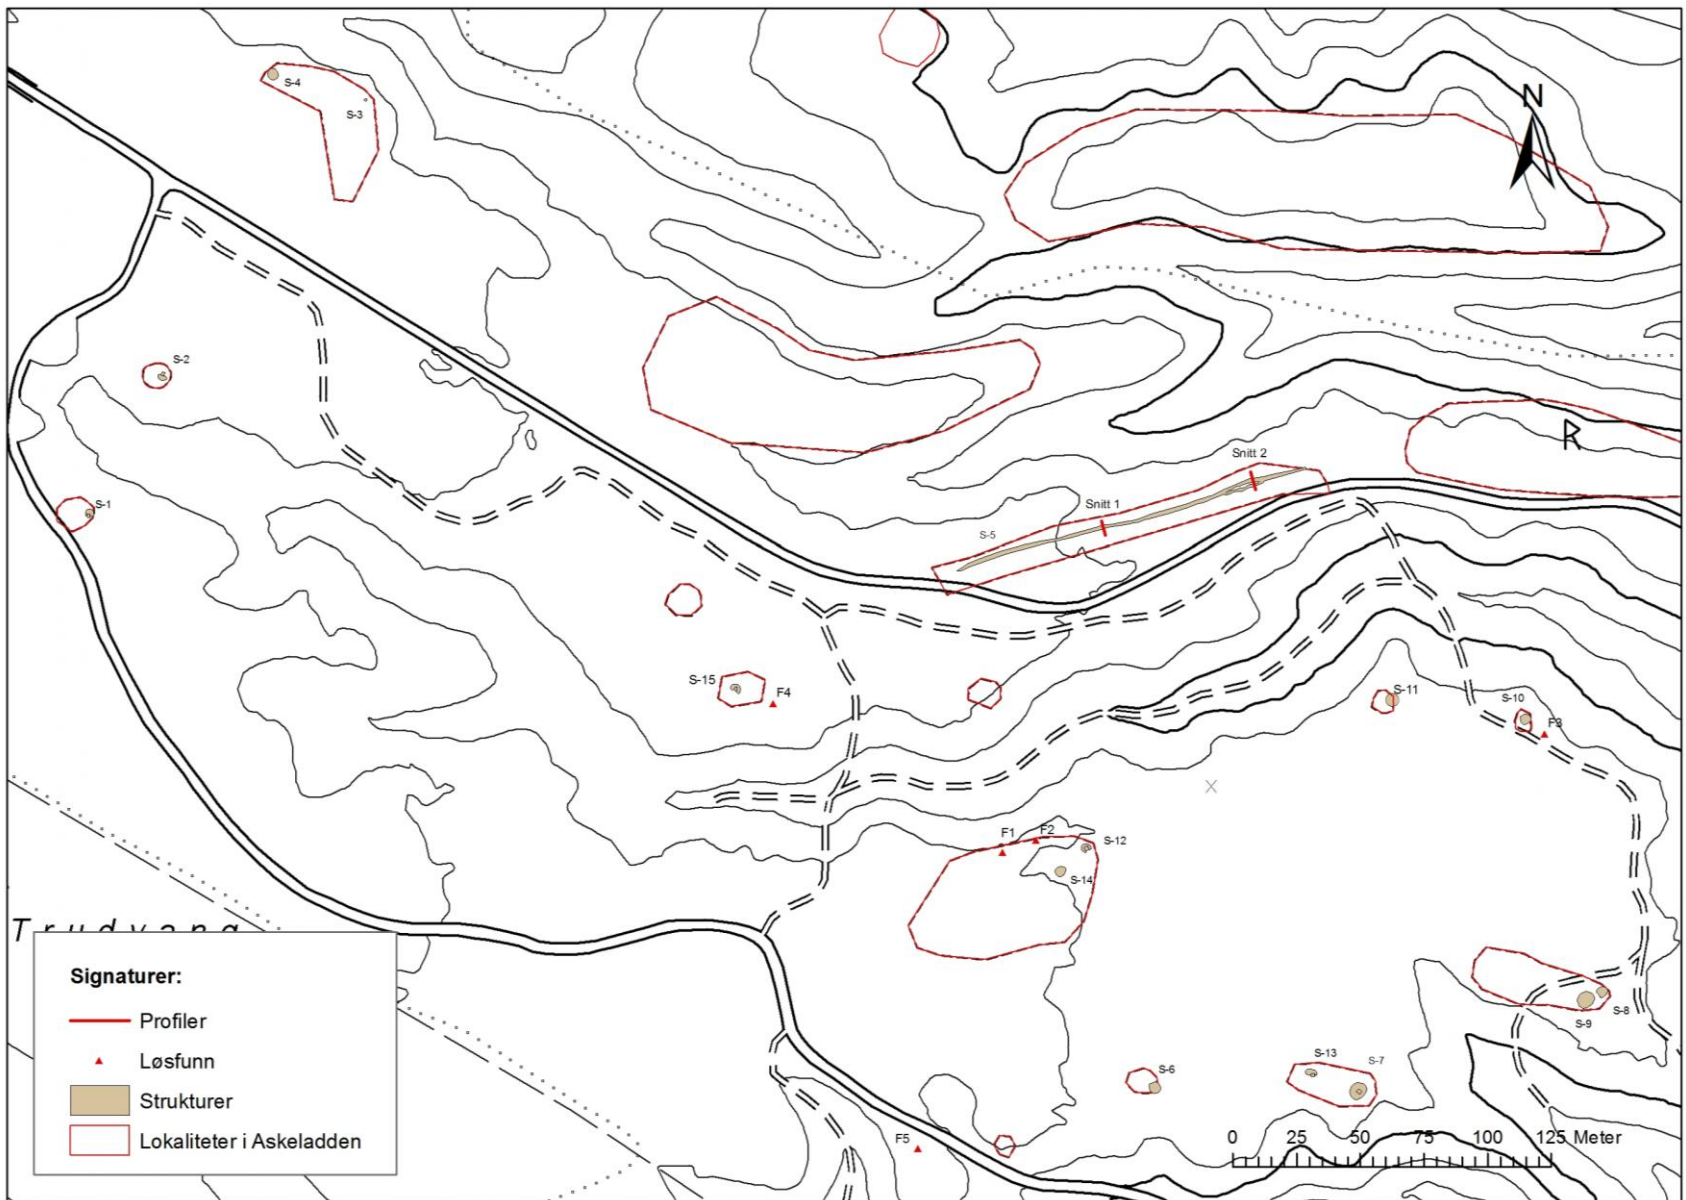 N
S-4
S-3
R
S-2
Snitt 2
S-1
Snitt 1
S-5
S-15
F4
S-11
S-10
F3
F1
F2
S-12
S-14
Trudvang
S-8
S-9
S-6
S-13
S-7
F5
Signaturer:
Profiler
Løsfunn
Strukturer
Lokaliteter i Askeladden
0 25 50 75 100 125 Meter